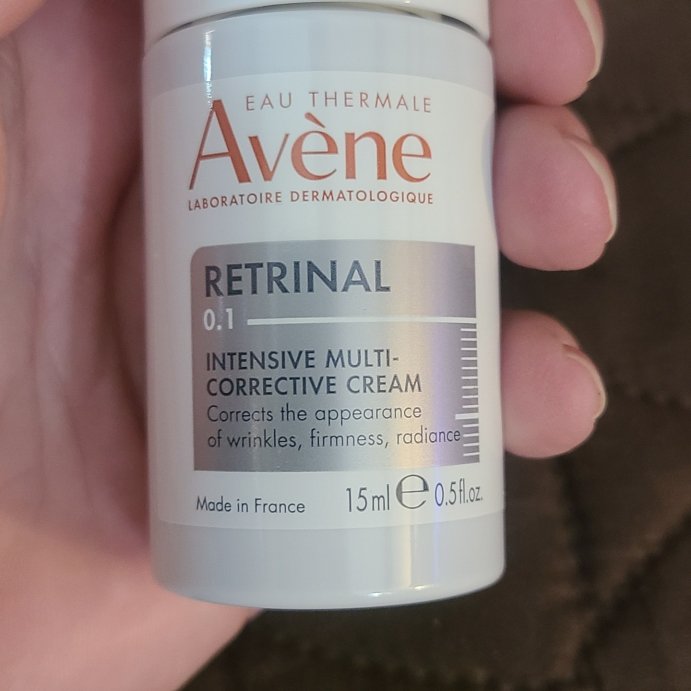 EAU THERMALE
Avène
LABORATOIRE DERMATOLOGIQUE
RETRINAL
0.1
INTENSIVE MULTI-
CORRECTIVE CREAM
Corrects the appearance
of wrinkles, firmness, radiance
Made in France 15ml ℮ 0.5fl.oz.